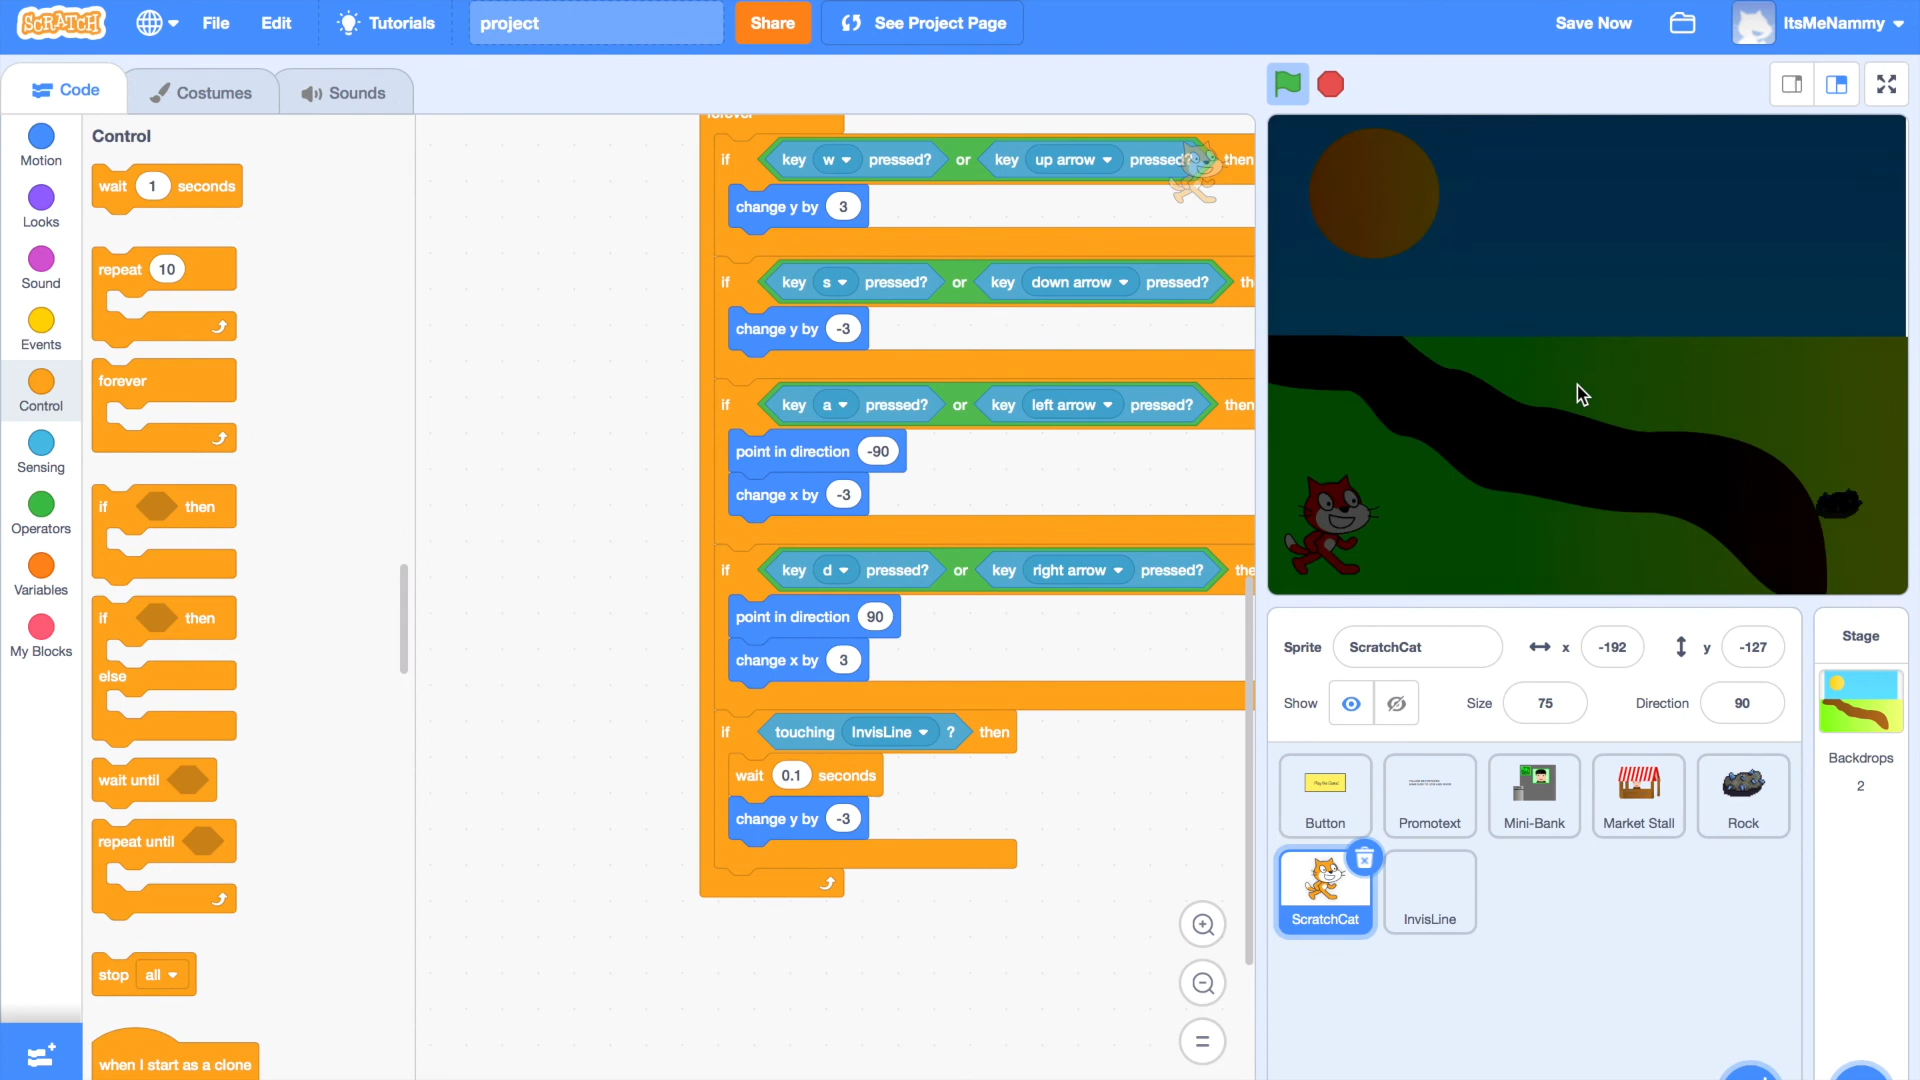 SCRATCH
File
Edit
Tutorials
project
Share
See Project Page
Save Now
ItsMeNammy
Code
Costumes
Sounds
Motion
Looks
Sound
Events
Control
Sensing
Operators
Variables
My Blocks
Control
wait 1 seconds
repeat 10
forever
if then
if then
else
wait until
repeat until
stop all
when I start as a clone
forever
if key w pressed? or key up arrow pressed? then
change y by 3
if key s pressed? or key down arrow pressed? th
change y by -3
if key a pressed? or key left arrow pressed? then
point in direction -90
change x by -3
if key d pressed? or key right arrow pressed? the
point in direction 90
change x by 3
if touching InvisLine ? then
wait 0.1 seconds
change y by -3
Sprite ScratchCat x -192 y -127
Show Size 75 Direction 90
Button
Promotext
Mini-Bank
Market Stall
Rock
ScratchCat
InvisLine
Stage
Backdrops
2